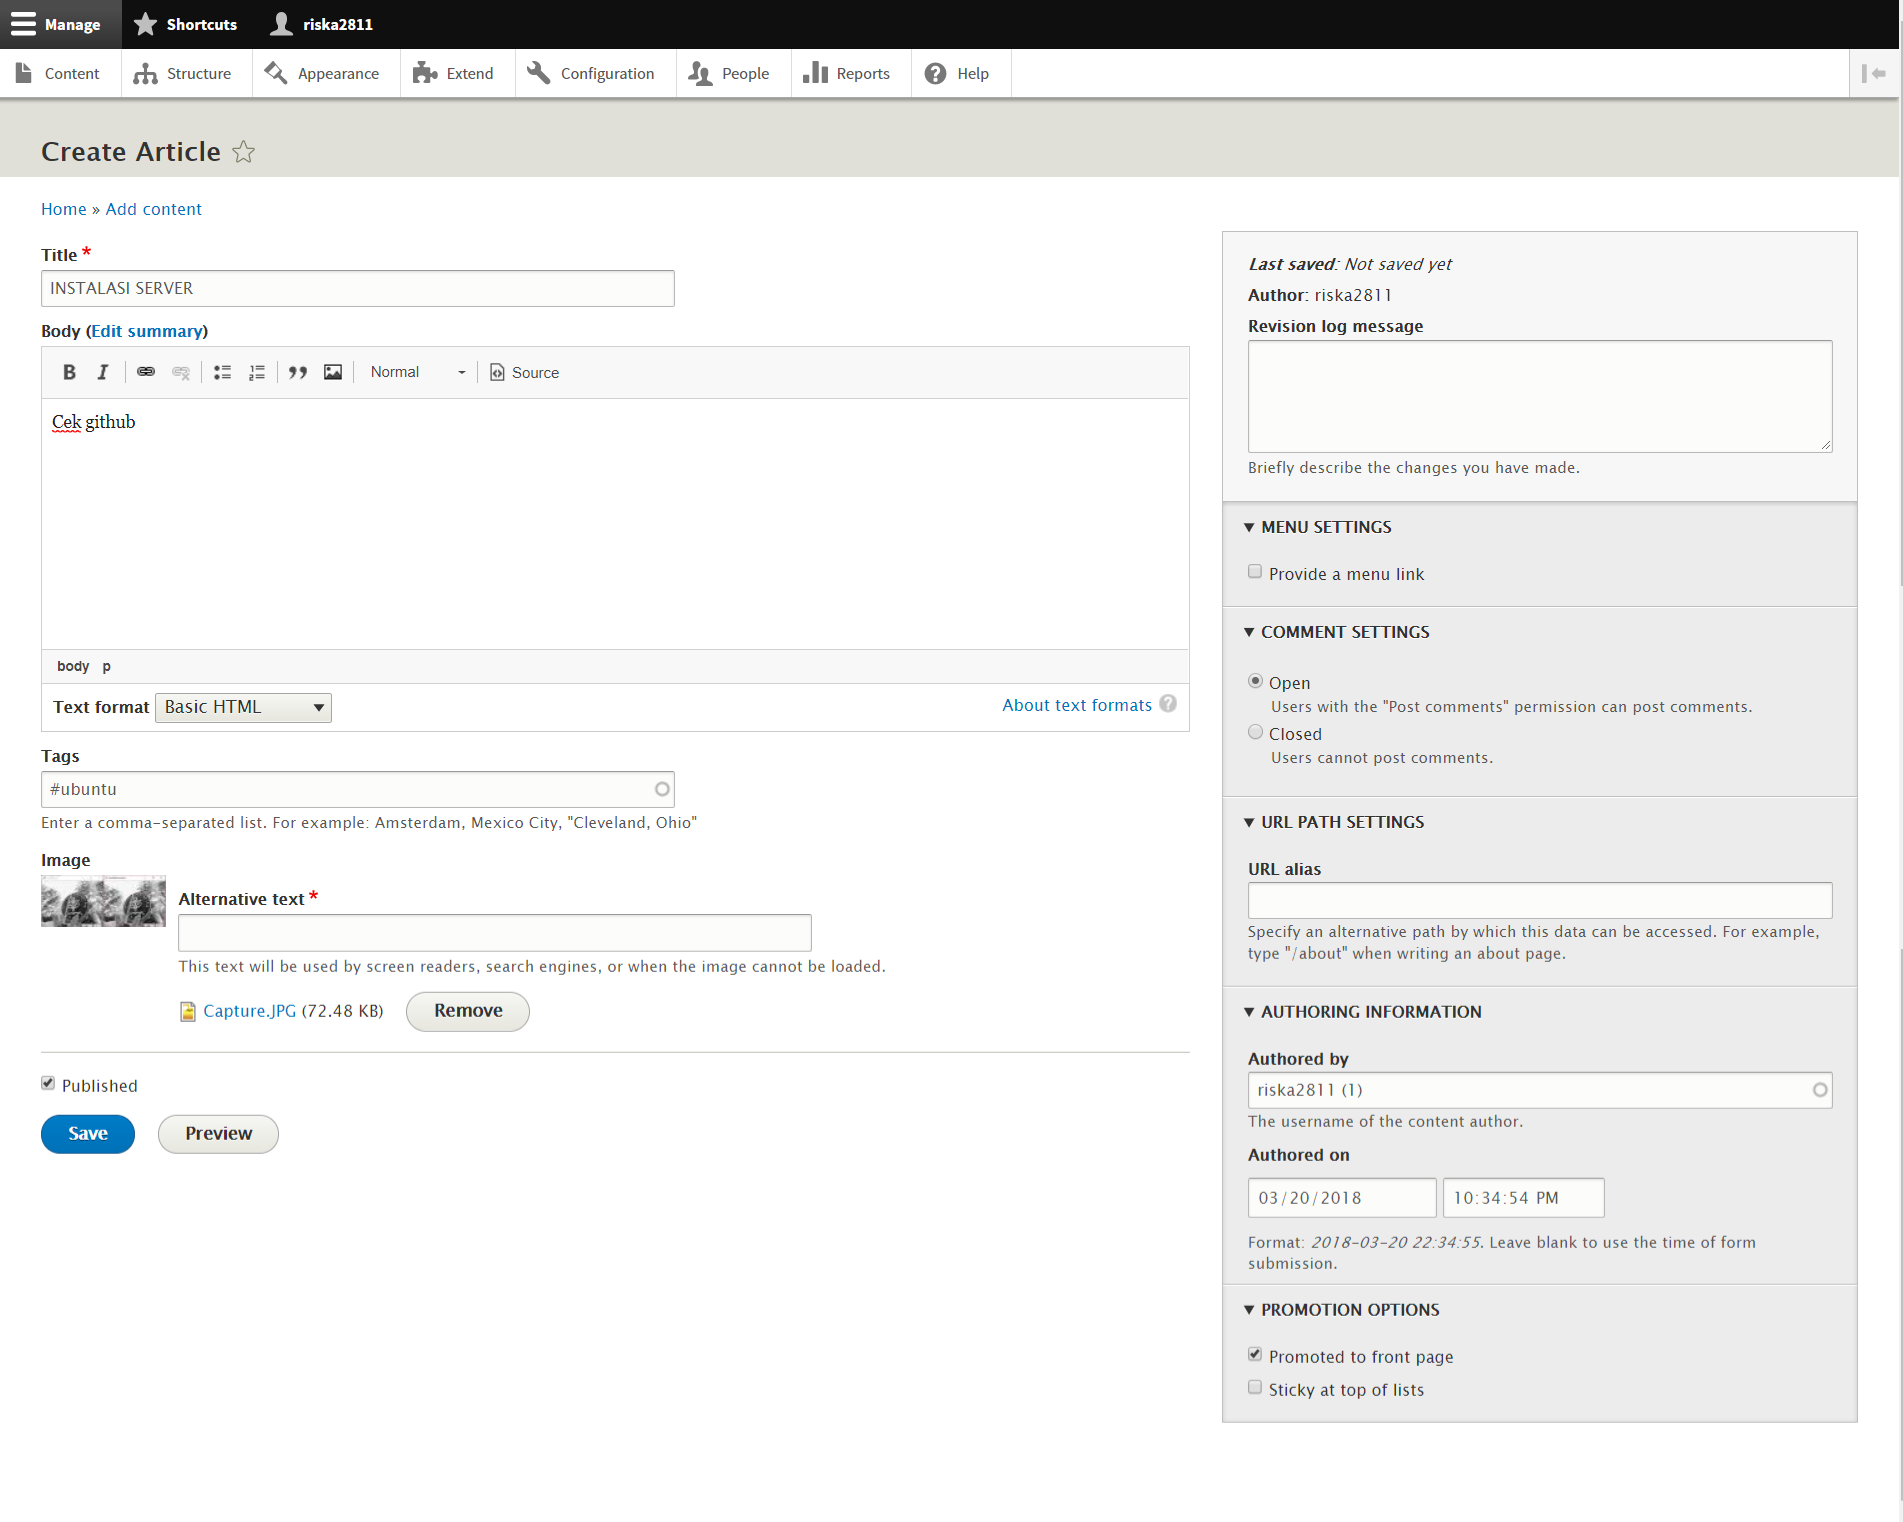 Manage Shortcuts riska2811
Content Structure Appearance Extend Configuration People Reports Help
Create Article
Home » Add content
Title *
INSTALASI SERVER
Body (Edit summary)
B I Normal Source
Cek github
body p
Text format Basic HTML About text formats ?
Tags
#ubuntu
Enter a comma-separated list. For example: Amsterdam, Mexico City, "Cleveland, Ohio"
Image
Alternative text *
This text will be used by screen readers, search engines, or when the image cannot be loaded.
Capture.JPG (72.48 KB) Remove
Published
Save Preview
Last saved: Not saved yet
Author: riska2811
Revision log message
Briefly describe the changes you have made.
MENU SETTINGS
Provide a menu link
COMMENT SETTINGS
Open
Users with the "Post comments" permission can post comments.
Closed
Users cannot post comments.
URL PATH SETTINGS
URL alias
Specify an alternative path by which this data can be accessed. For example,
type "/about" when writing an about page.
AUTHORING INFORMATION
Authored by
riska2811 (1)
The username of the content author.
Authored on
03/20/2018 10:34:54 PM
Format: 2018-03-20 22:34:55. Leave blank to use the time of form
submission.
PROMOTION OPTIONS
Promoted to front page
Sticky at top of lists